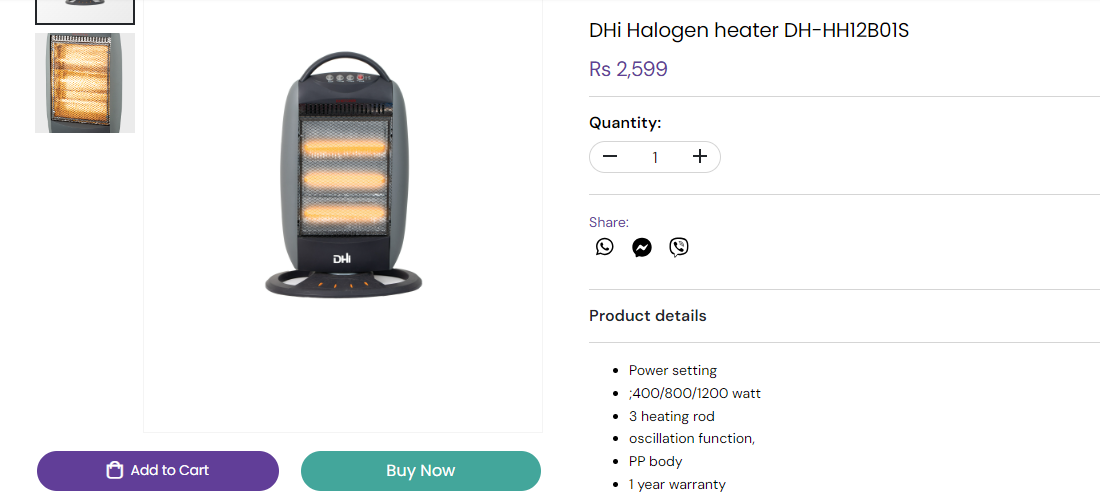 DHi Halogen heater DH-HH12B01S
Rs 2,599
Quantity:
1
Share:
Product details
Power setting
;400/800/1200 watt
3 heating rod
oscillation function,
PP body
1 year warranty
DHi
Add to Cart
Buy Now